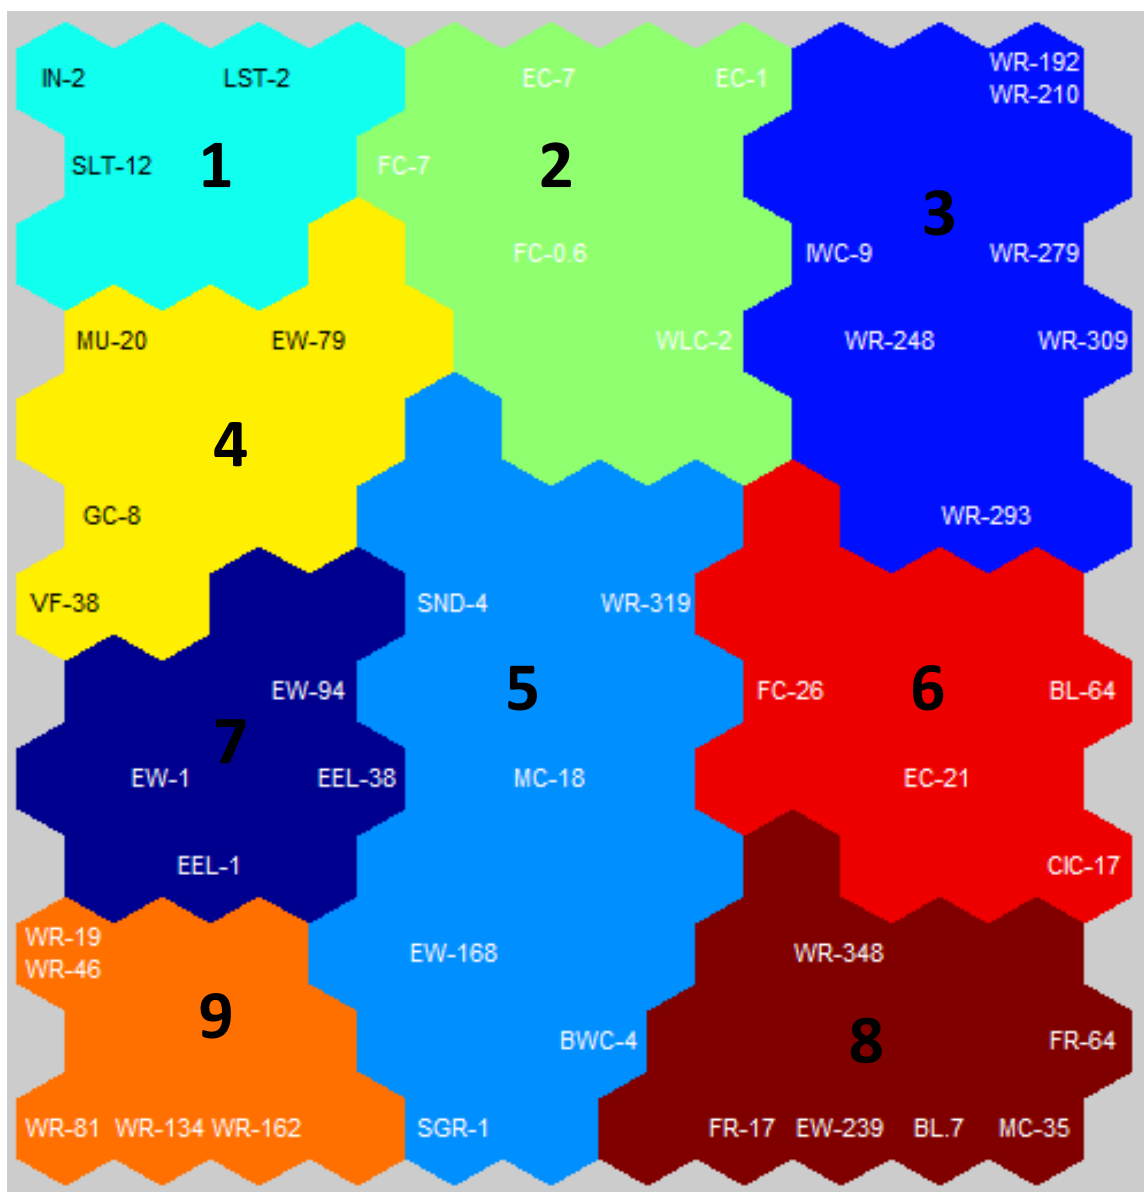 WR-192
IN-2 LST-2 EC-7 EC-1
WR-210
SLT-12 1 FC-7 2
3
FC-0.6 IWC-9 WR-279
MU-20 EW-79 WLC-2 WR-248 WR-309
4
GC-8 WR-293
VF-38 SND-4 WR-319
EW-94 5 FC-26 6 BL-64
7
EW-1 EEL-38 MC-18 EC-21
EEL-1 CIC-17
WR-19
EW-168 WR-348
WR-46
9
BWC-4 8 FR-64
WR-81 WR-134 WR-162 SGR-1 FR-17 EW-239 BL.7 MC-35